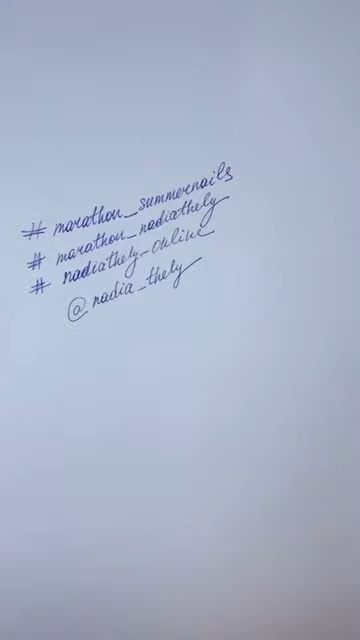 # marathon_summernails
# marathon_nadiathely
# nadiathely_online
@nadia_thely